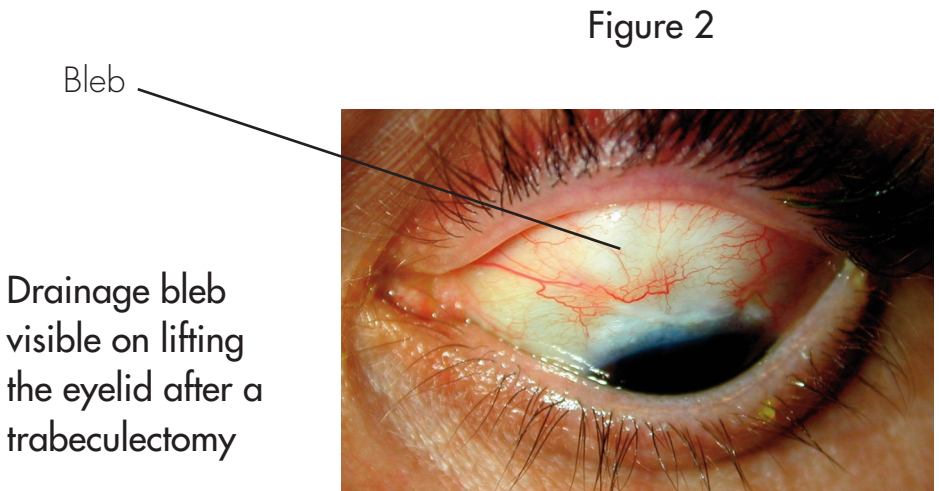 Figure 2
Bleb
Drainage bleb
visible on lifting
the eyelid after a
trabeculectomy